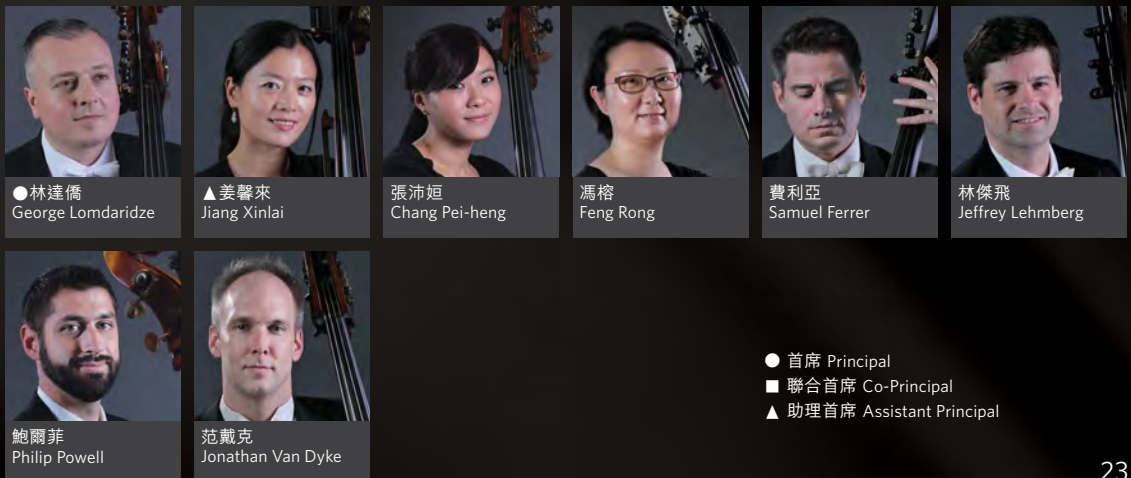 ●林達僑
George Lomdaridze
▲姜馨來
Jiang Xinlai
張沛姮
Chang Pei-heng
馮榕
Feng Rong
費利亞
Samuel Ferrer
林傑飛
Jeffrey Lehmberg
鮑爾菲
Philip Powell
范戴克
Jonathan Van Dyke
● 首席 Principal
■ 聯合首席 Co-Principal
▲ 助理首席 Assistant Principal
23